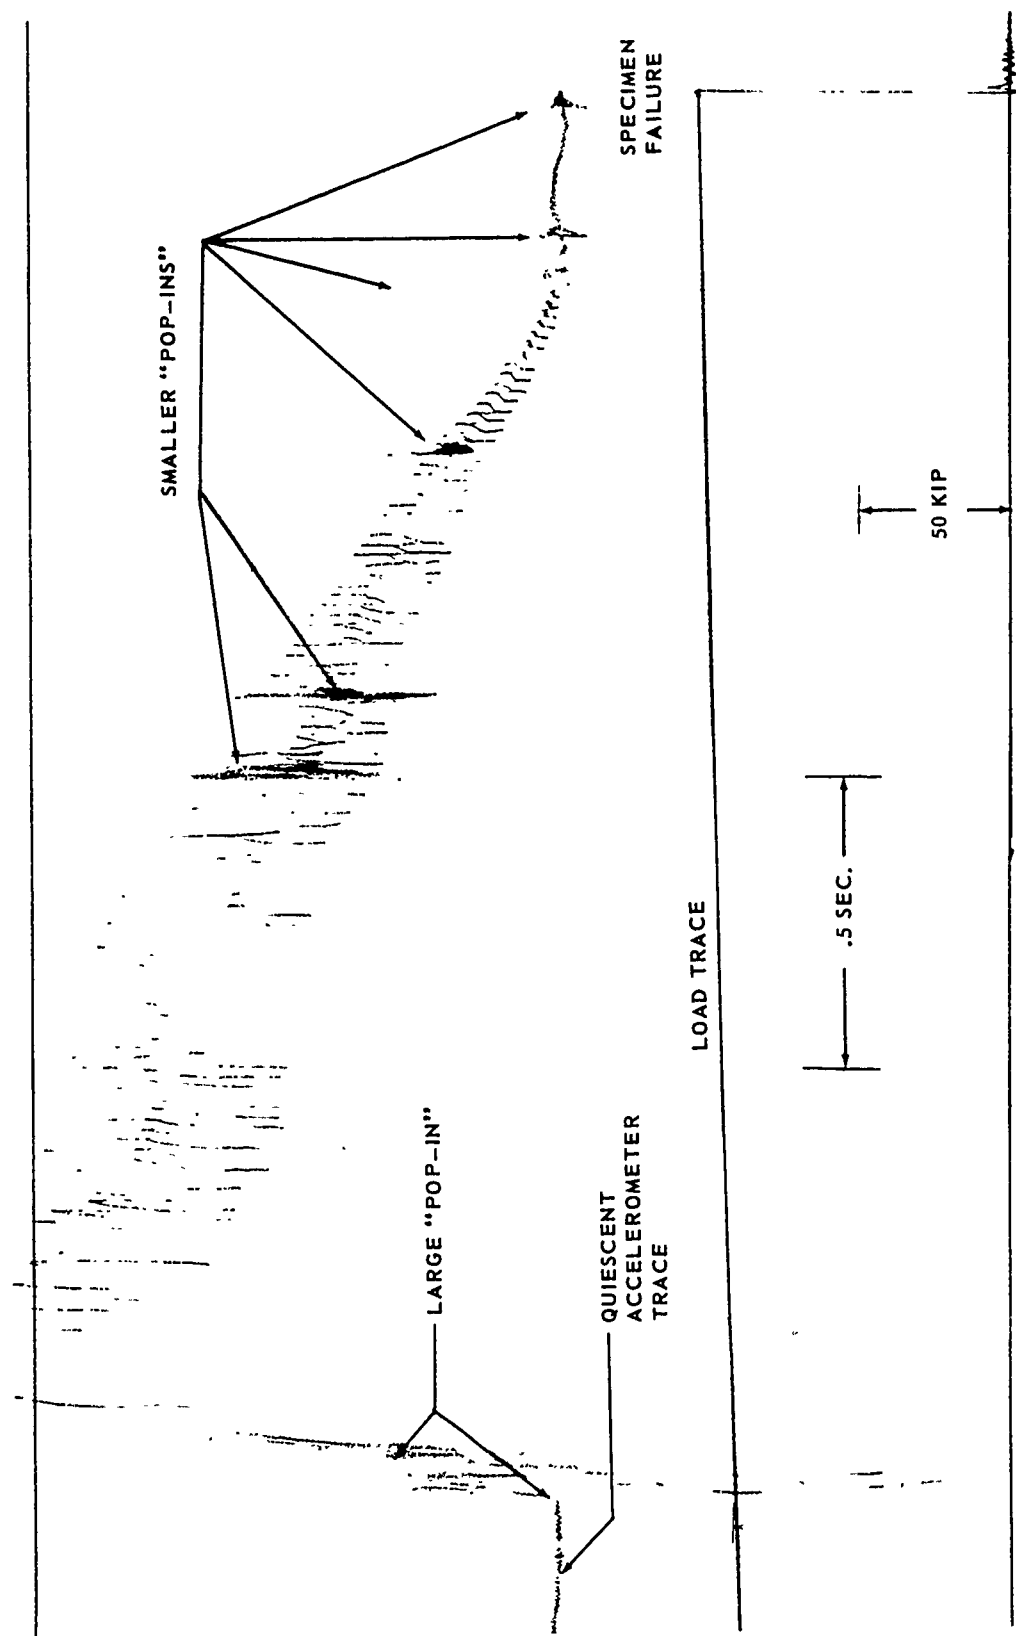 SMALLER “POP–INS”
SPECIMEN
FAILURE
50 KIP
.5 SEC.
LOAD TRACE
LARGE “POP–IN”
QUIESCENT
ACCELEROMETER
TRACE